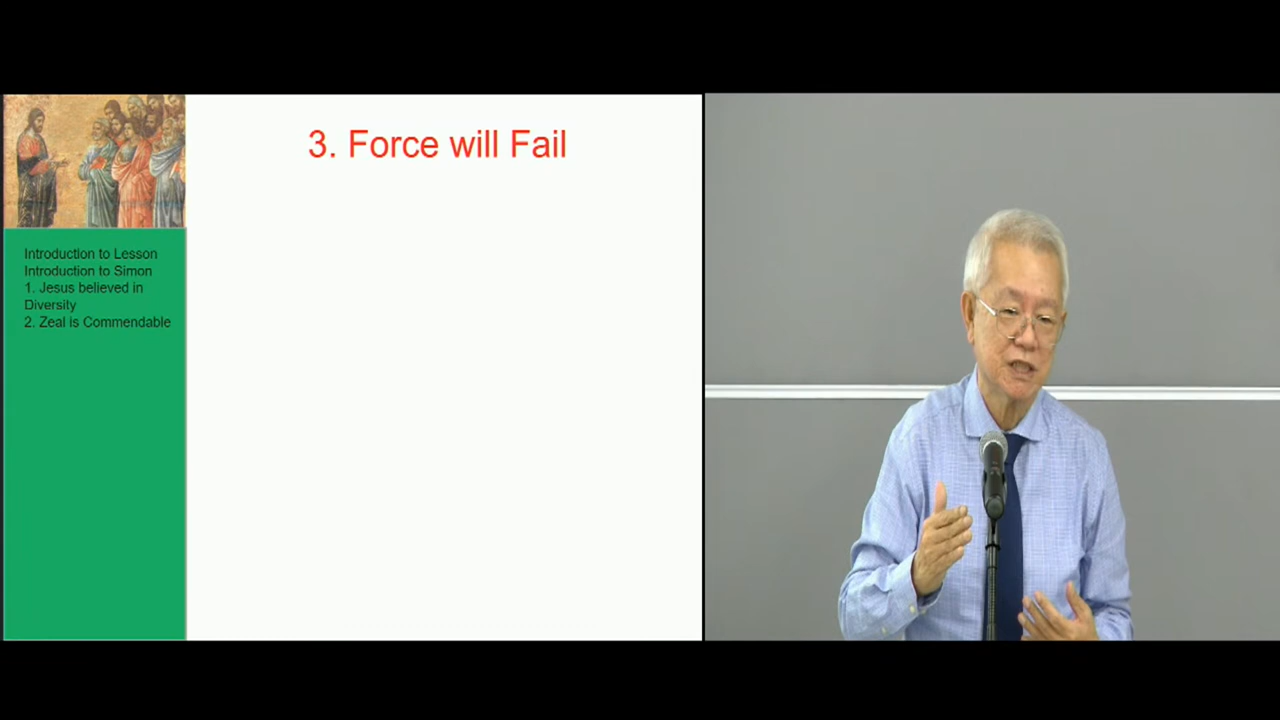 3. Force will Fail
Introduction to Lesson
Introduction to Simon
1. Jesus believed in
Diversity
2. Zeal is Commendable